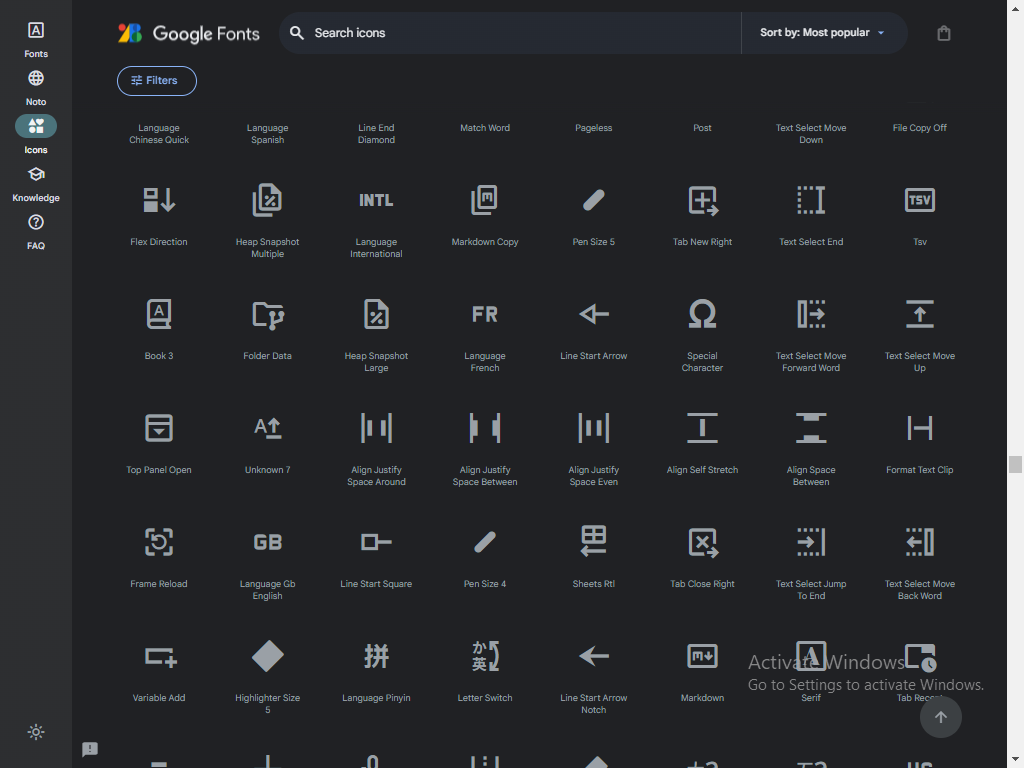 Google Fonts
Search icons
Sort by: Most popular
Fonts
Noto
Icons
Knowledge
FAQ
Filters
Language
Chinese Quick
Language
Spanish
Line End
Diamond
Match Word
Pageless
Post
Text Select Move
Down
File Copy Off
INTL
TSV
Flex Direction
Heap Snapshot
Multiple
Language
International
Markdown Copy
Pen Size 5
Tab New Right
Text Select End
Tsv
A
FR
Ω
Book 3
Folder Data
Heap Snapshot
Large
Language
French
Line Start Arrow
Special
Character
Text Select Move
Forward Word
Text Select Move
Up
A
Top Panel Open
Unknown 7
Align Justify
Space Around
Align Justify
Space Between
Align Justify
Space Even
Align Self Stretch
Align Space
Between
Format Text Clip
GB
Frame Reload
Language Gb
English
Line Start Square
Pen Size 4
Sheets Rtl
Tab Close Right
Text Select Jump
To End
Text Select Move
Back Word
拼
か
英
A
Variable Add
Highlighter Size
5
Language Pinyin
Letter Switch
Line Start Arrow
Notch
Markdown
Serif
Activate Windows
Go to Settings to activate Windows.